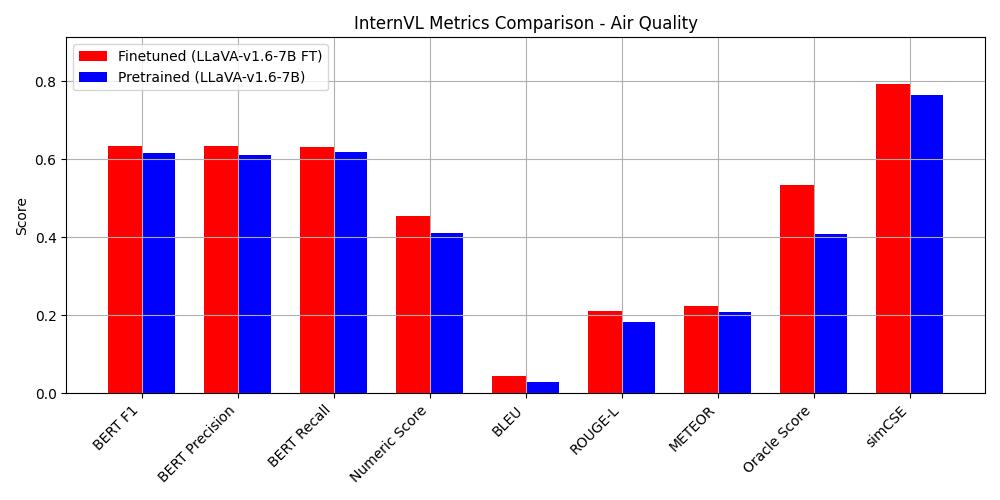 InternVL Metrics Comparison - Air Quality
Finetuned (LLaVA-v1.6-7B FT)
Pretrained (LLaVA-v1.6-7B)
Score
0.8
0.6
0.4
0.2
0.0
BERT F1
BERT Precision
BERT Recall
Numeric Score
BLEU
ROUGE-L
METEOR
Oracle Score
simCSE